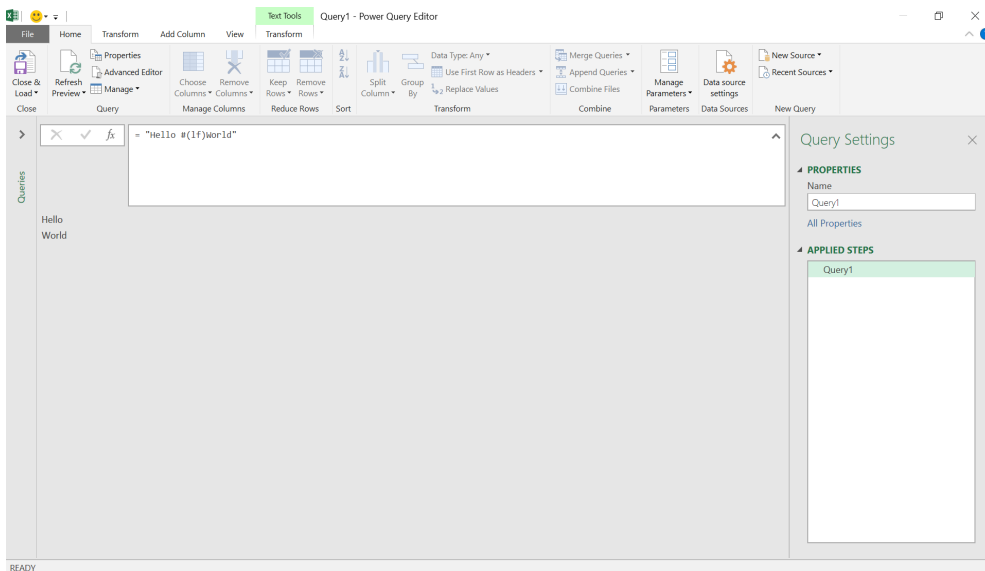 Text Tools Query1 - Power Query Editor
File Home Transform Add Column View Transform
Close & Load
Refresh Preview
Properties
Advanced Editor
Manage
Choose Columns
Remove Columns
Keep Rows
Remove Rows
Split Column
Group By
Data Type: Any
Use First Row as Headers
1 2 Replace Values
Merge Queries
Append Queries
Combine Files
Manage Parameters
Data source settings
New Source
Recent Sources
Close Query Manage Columns Reduce Rows Sort Transform Combine Parameters Data Sources New Query
fx = "Hello #(lf)World"
Queries
Hello
World
Query Settings
PROPERTIES
Name
Query1
All Properties
APPLIED STEPS
Query1
READY